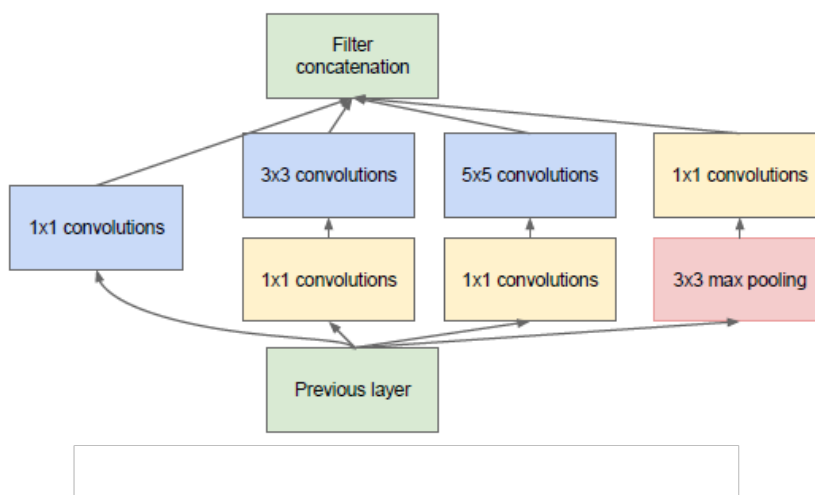 Filter
concatenation
3x3 convolutions
5x5 convolutions
1x1 convolutions
1x1 convolutions
1x1 convolutions
1x1 convolutions
3x3 max pooling
Previous layer